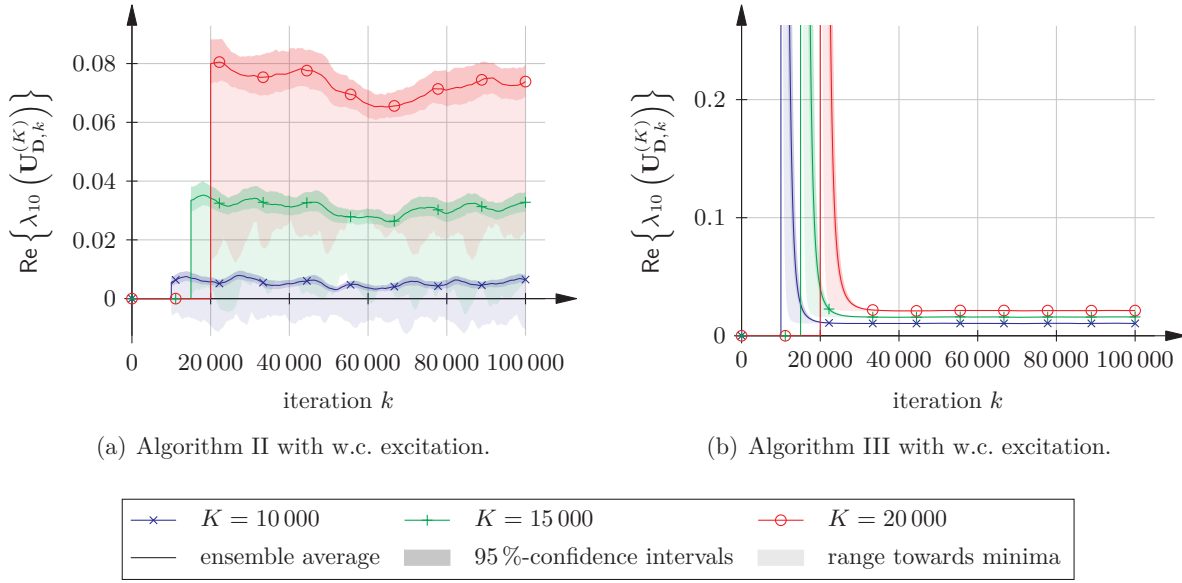 Re{λ₁₀(U_{D,k}^{(K)})}
0.08
0.06
0.04
0.02
0
0
20 000
40 000
60 000
80 000
100 000
iteration k
(a) Algorithm II with w.c. excitation.
Re{λ₁₀(U_{D,k}^{(K)})}
0.2
0.1
0
0
20 000
40 000
60 000
80 000
100 000
iteration k
(b) Algorithm III with w.c. excitation.
K = 10 000
K = 15 000
K = 20 000
ensemble average
95 %-confidence intervals
range towards minima